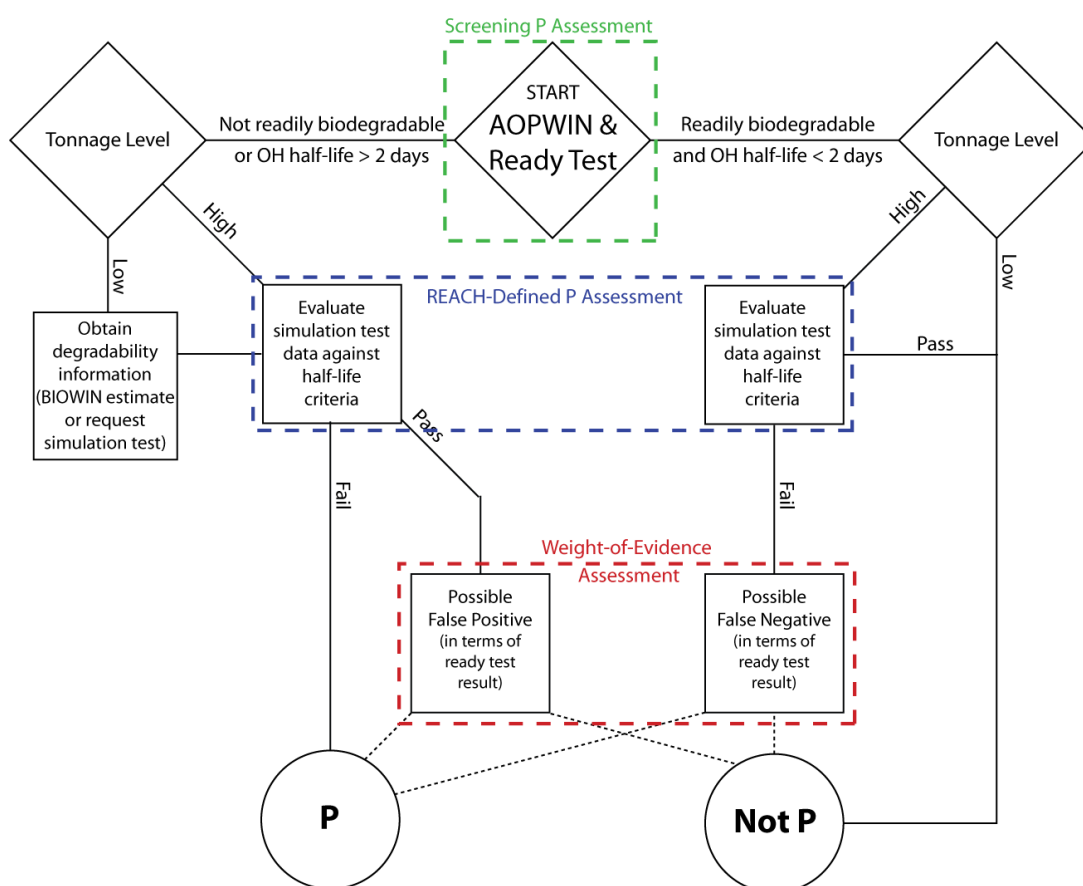 Screening P Assessment
START
AOPWIN &
Ready Test
Tonnage Level
Not readily biodegradable
or OH half-life > 2 days
Readily biodegradable
and OH half-life < 2 days
Tonnage Level
High
Low
High
Low
REACH-Defined P Assessment
Obtain
degradability
information
(BIOWIN estimate
or request
simulation test)
Evaluate
simulation test
data against
half-life
criteria
Evaluate
simulation test
data against
half-life
criteria
Pass
Pass
Fail
Fail
Weight-of-Evidence
Assessment
Possible
False Positive
(in terms of
ready test
result)
Possible
False Negative
(in terms of
ready test
result)
P
Not P